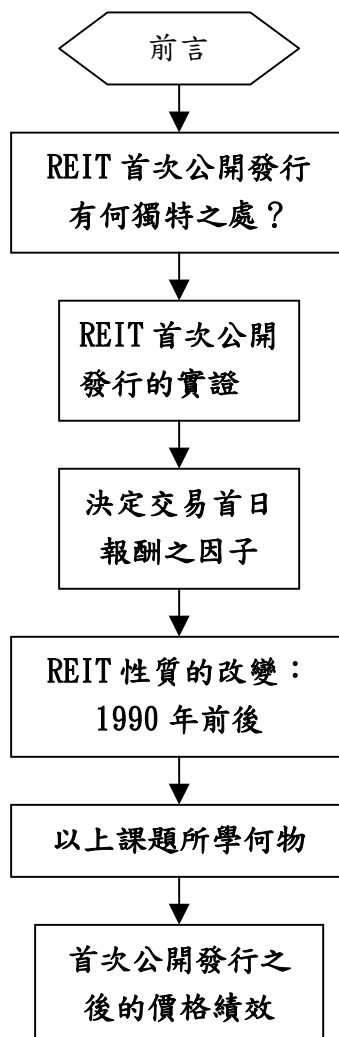 前言
REIT 首次公開發行
有何獨特之處？
REIT 首次公開
發行的實證
決定交易首日
報酬之因子
REIT 性質的改變：
1990 年前後
以上課題所學何物
首次公開發行之
後的價格績效